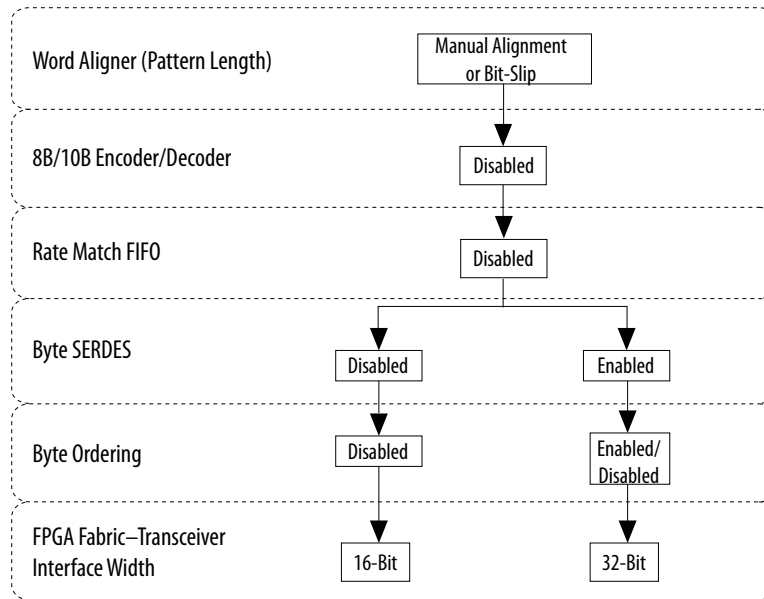 Word Aligner (Pattern Length)
Manual Alignment
or Bit-Slip
8B/10B Encoder/Decoder
Disabled
Rate Match FIFO
Disabled
Byte SERDES
Disabled
Enabled
Byte Ordering
Disabled
Enabled/
Disabled
FPGA Fabric–Transceiver
Interface Width
16-Bit
32-Bit